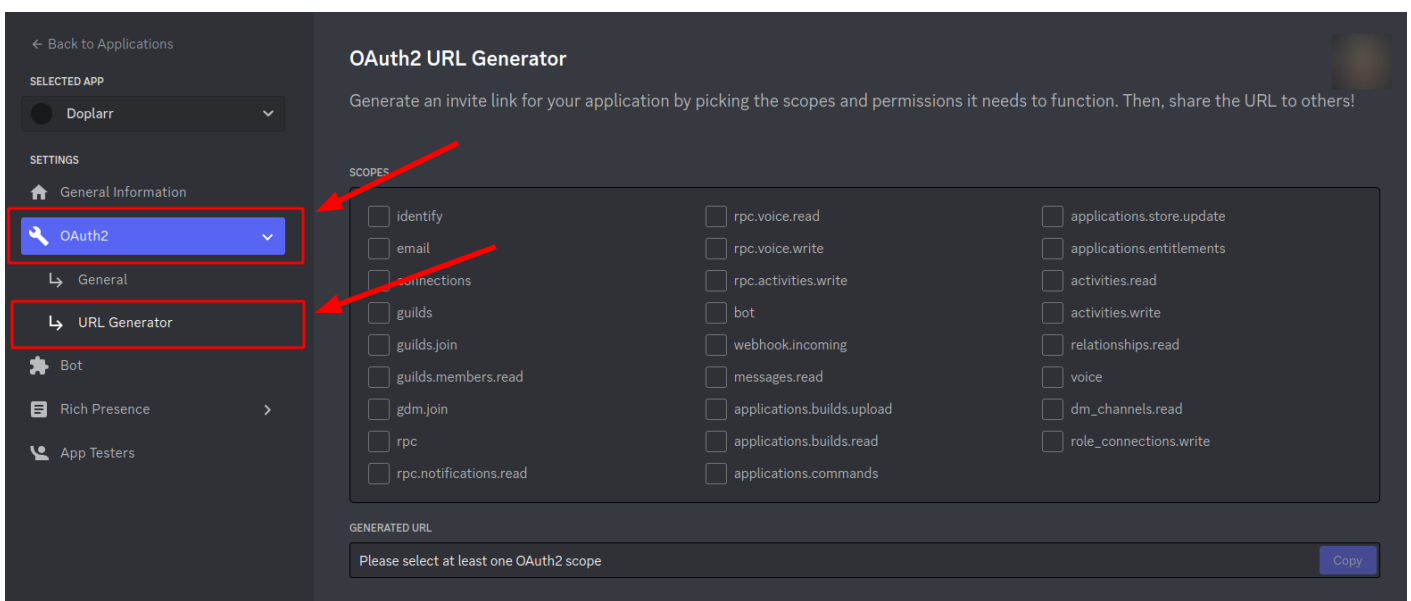 ← Back to Applications
SELECTED APP
Doplarr
SETTINGS
General Information
OAuth2
General
URL Generator
Bot
Rich Presence
App Testers
OAuth2 URL Generator
Generate an invite link for your application by picking the scopes and permissions it needs to function. Then, share the URL to others!
SCOPES
identify
email
connections
guilds
guilds.join
guilds.members.read
gdm.join
rpc
rpc.notifications.read
rpc.voice.read
rpc.voice.write
rpc.activities.write
bot
webhook.incoming
messages.read
applications.builds.upload
applications.builds.read
applications.commands
applications.store.update
applications.entitlements
activities.read
activities.write
relationships.read
voice
dm_channels.read
role_connections.write
GENERATED URL
Please select at least one OAuth2 scope
Copy